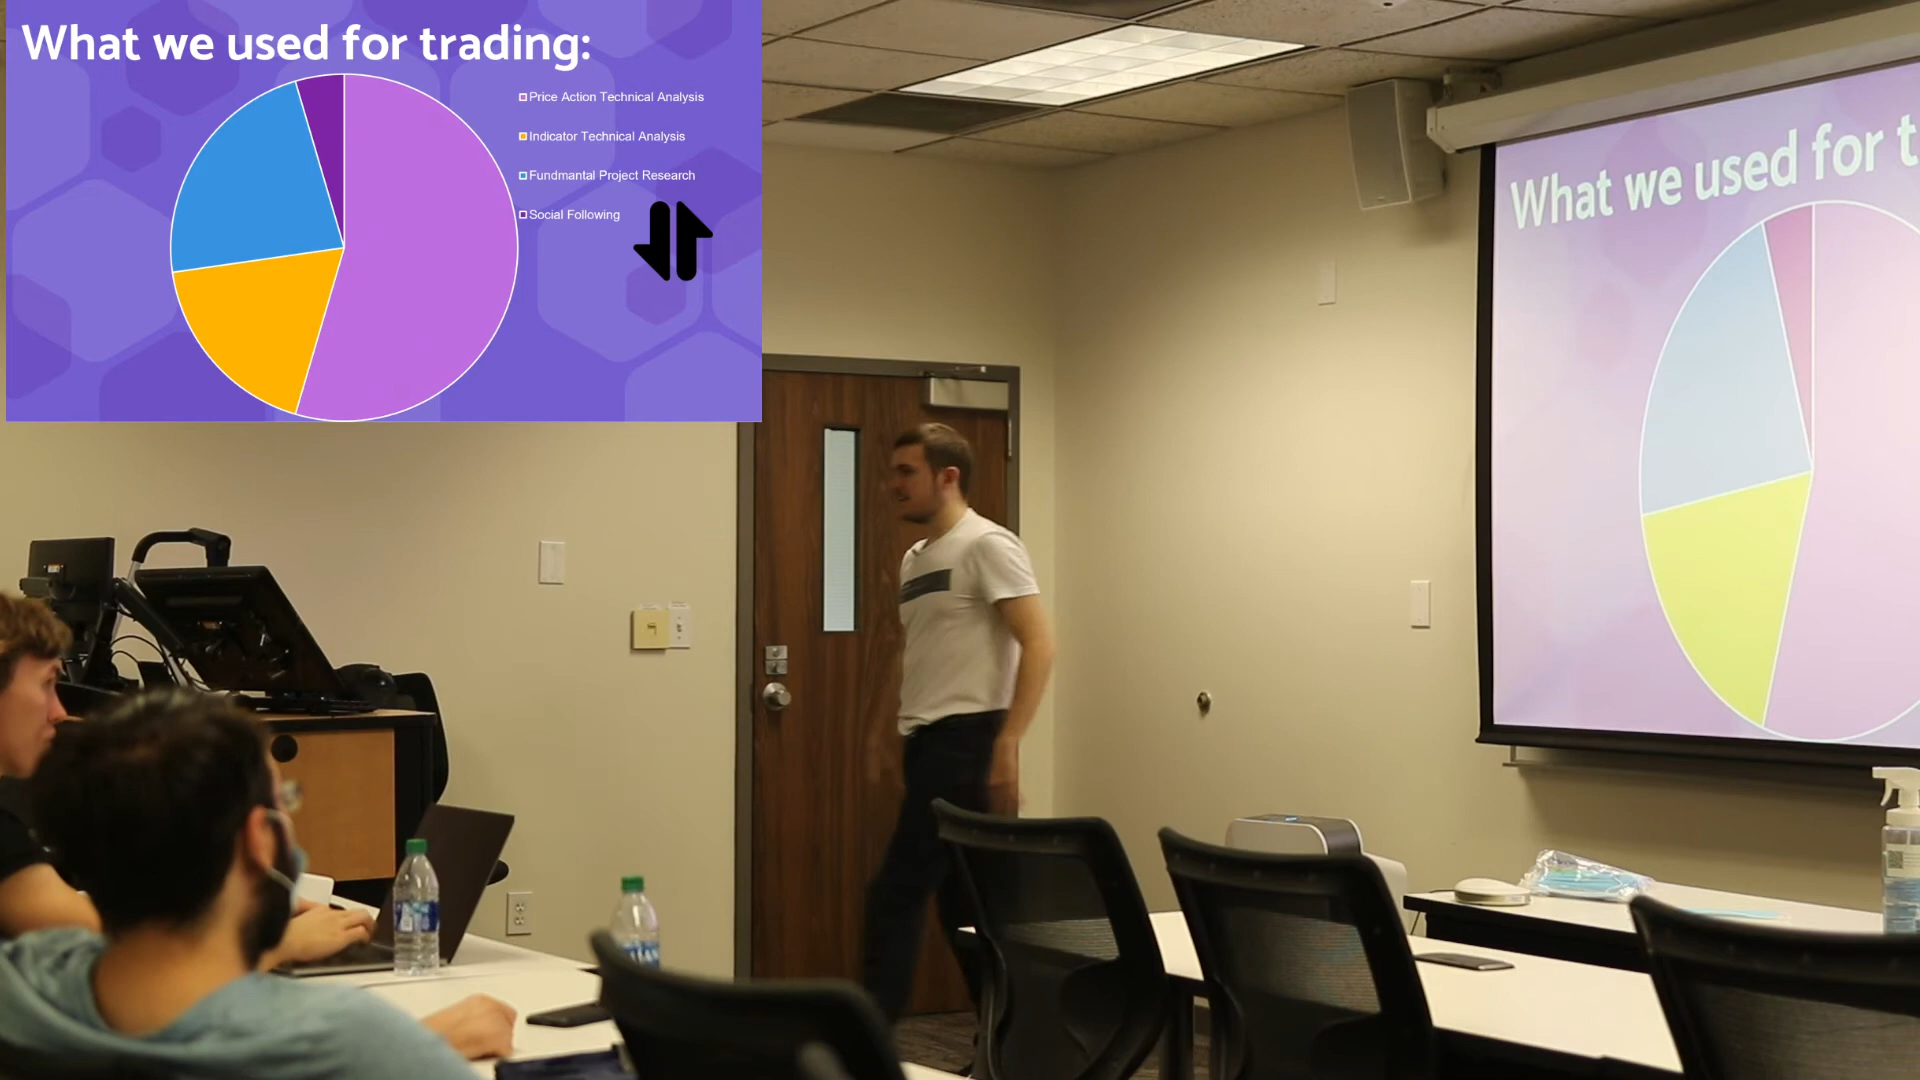 What we used for trading:
Price Action Technical Analysis
Indicator Technical Analysis
Fundmantal Project Research
Social Following
What we used for t